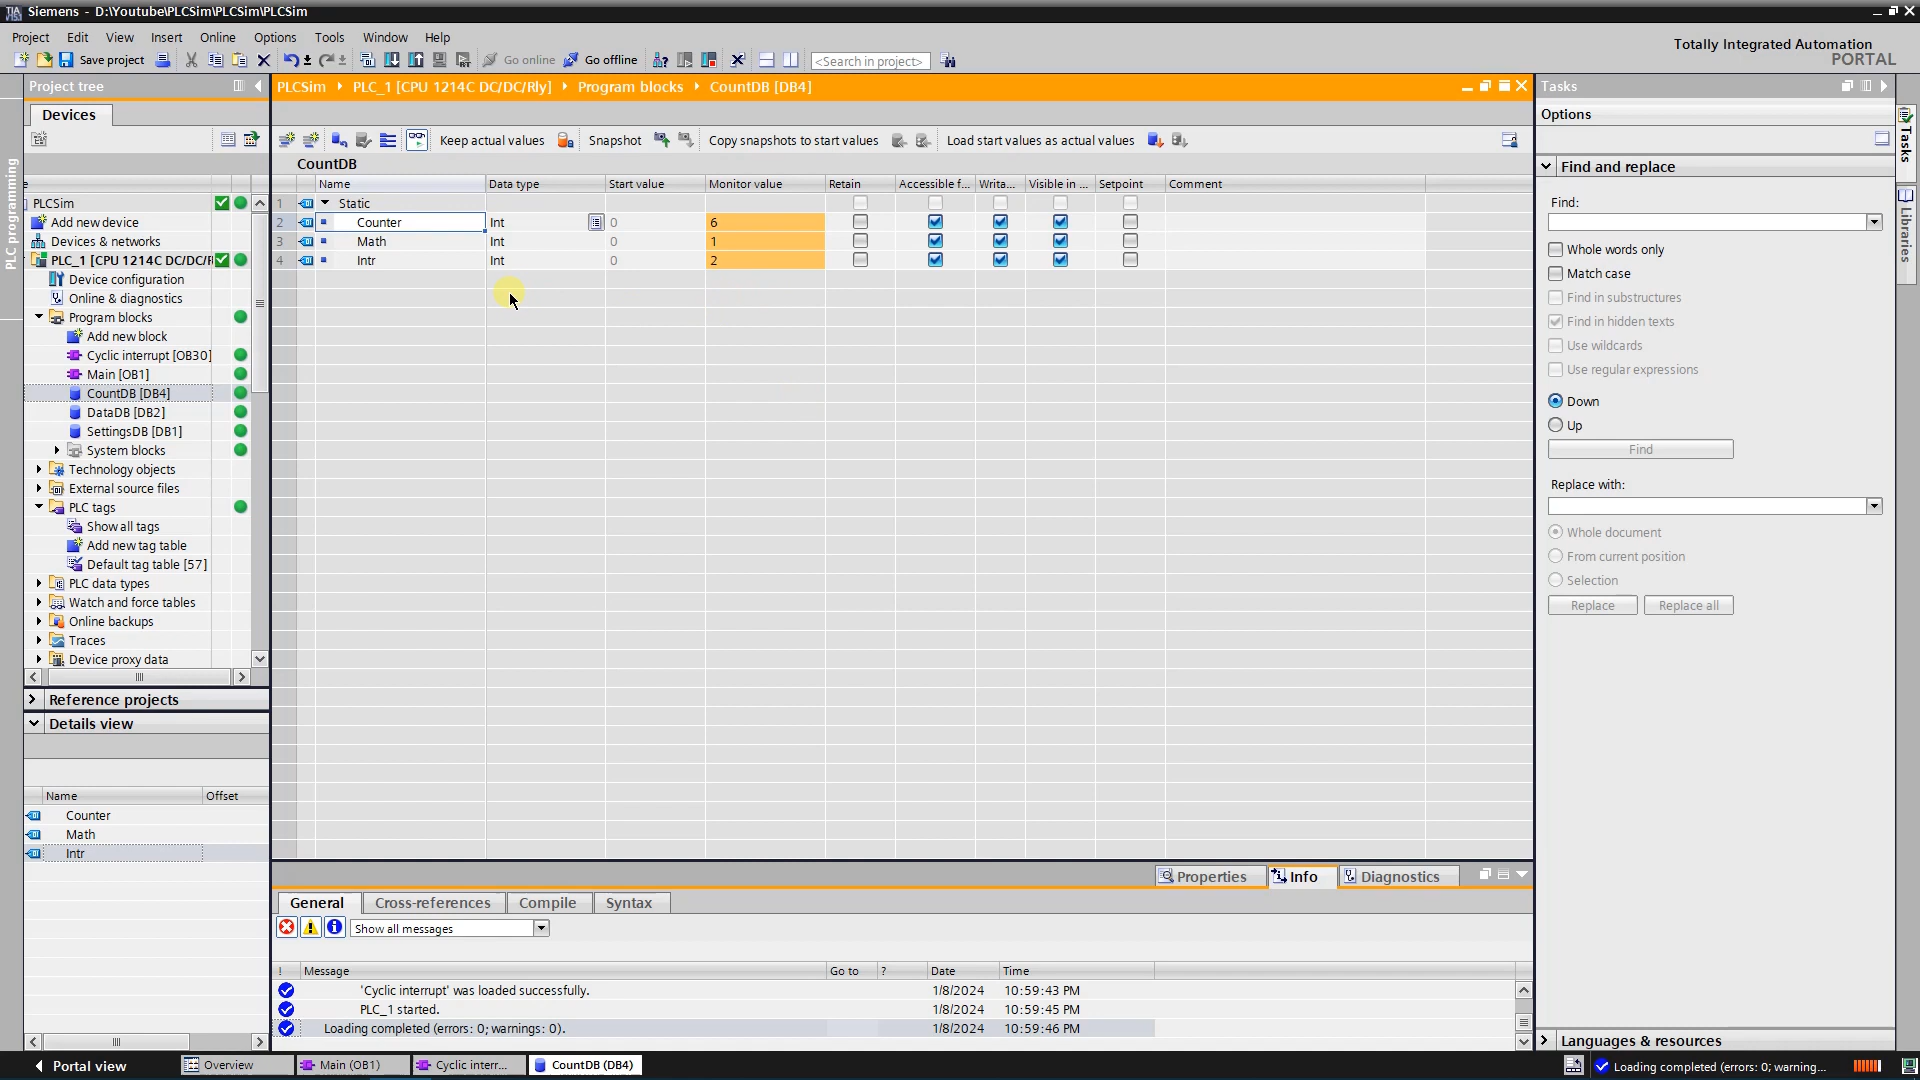 Siemens - D:\Youtube\PLCSim\PLCSim\PLCSim
Project Edit View Insert Online Options Tools Window Help
Totally Integrated Automation
PORTAL
Save project Go online Go offline <Search in project>
Project tree
PLCSim PLC_1 [CPU 1214C DC/DC/Rly] Program blocks CountDB [DB4]
Tasks
Devices
Options
PLC programming
Keep actual values Snapshot Copy snapshots to start values Load start values as actual values
CountDB
Name Data type Start value Monitor value Retain Accessible f... Writa... Visible in ... Setpoint Comment
1 Static
2 Counter Int 0 6
3 Math Int 0 1
4 Intr Int 0 2
PLCSim
Add new device
Devices & networks
PLC_1 [CPU 1214C DC/DC/R
Device configuration
Online & diagnostics
Program blocks
Add new block
Cyclic interrupt [OB30]
Main [OB1]
CountDB [DB4]
DataDB [DB2]
SettingsDB [DB1]
System blocks
Technology objects
External source files
PLC tags
Show all tags
Add new tag table
Default tag table [57]
PLC data types
Watch and force tables
Online backups
Traces
Device proxy data
Reference projects
Details view
Name Offset
Counter
Math
Intr
Find and replace
Find:
Whole words only
Match case
Find in substructures
Find in hidden texts
Use wildcards
Use regular expressions
Down
Up
Find
Replace with:
Whole document
From current position
Selection
Replace Replace all
Languages & resources
Tasks
Libraries
Properties Info Diagnostics
General Cross-references Compile Syntax
Show all messages
! Message Go to ? Date Time
'Cyclic interrupt' was loaded successfully. 1/8/2024 10:59:43 PM
PLC_1 started. 1/8/2024 10:59:45 PM
Loading completed (errors: 0; warnings: 0). 1/8/2024 10:59:46 PM
Portal view Overview Main (OB1) Cyclic interr... CountDB (DB4) Loading completed (errors: 0; warning...